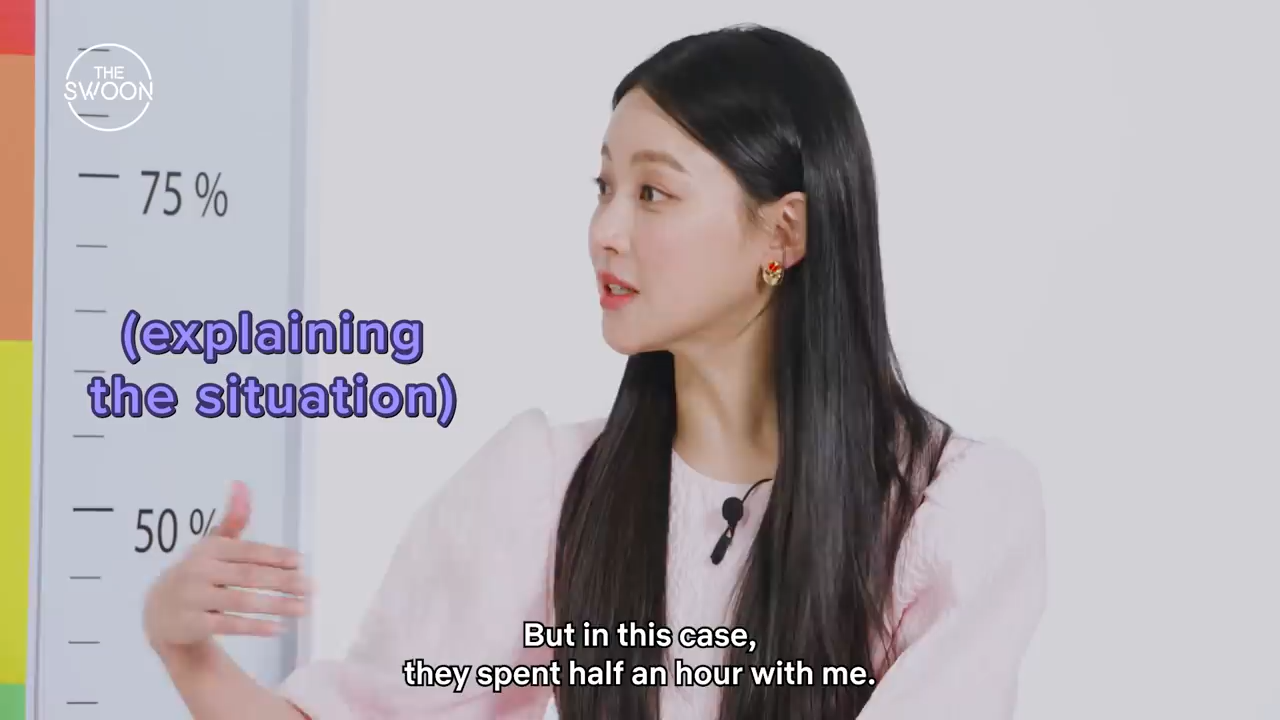 THE
SWOON
75%
(explaining
the situation)
50%
But in this case,
they spent half an hour with me.